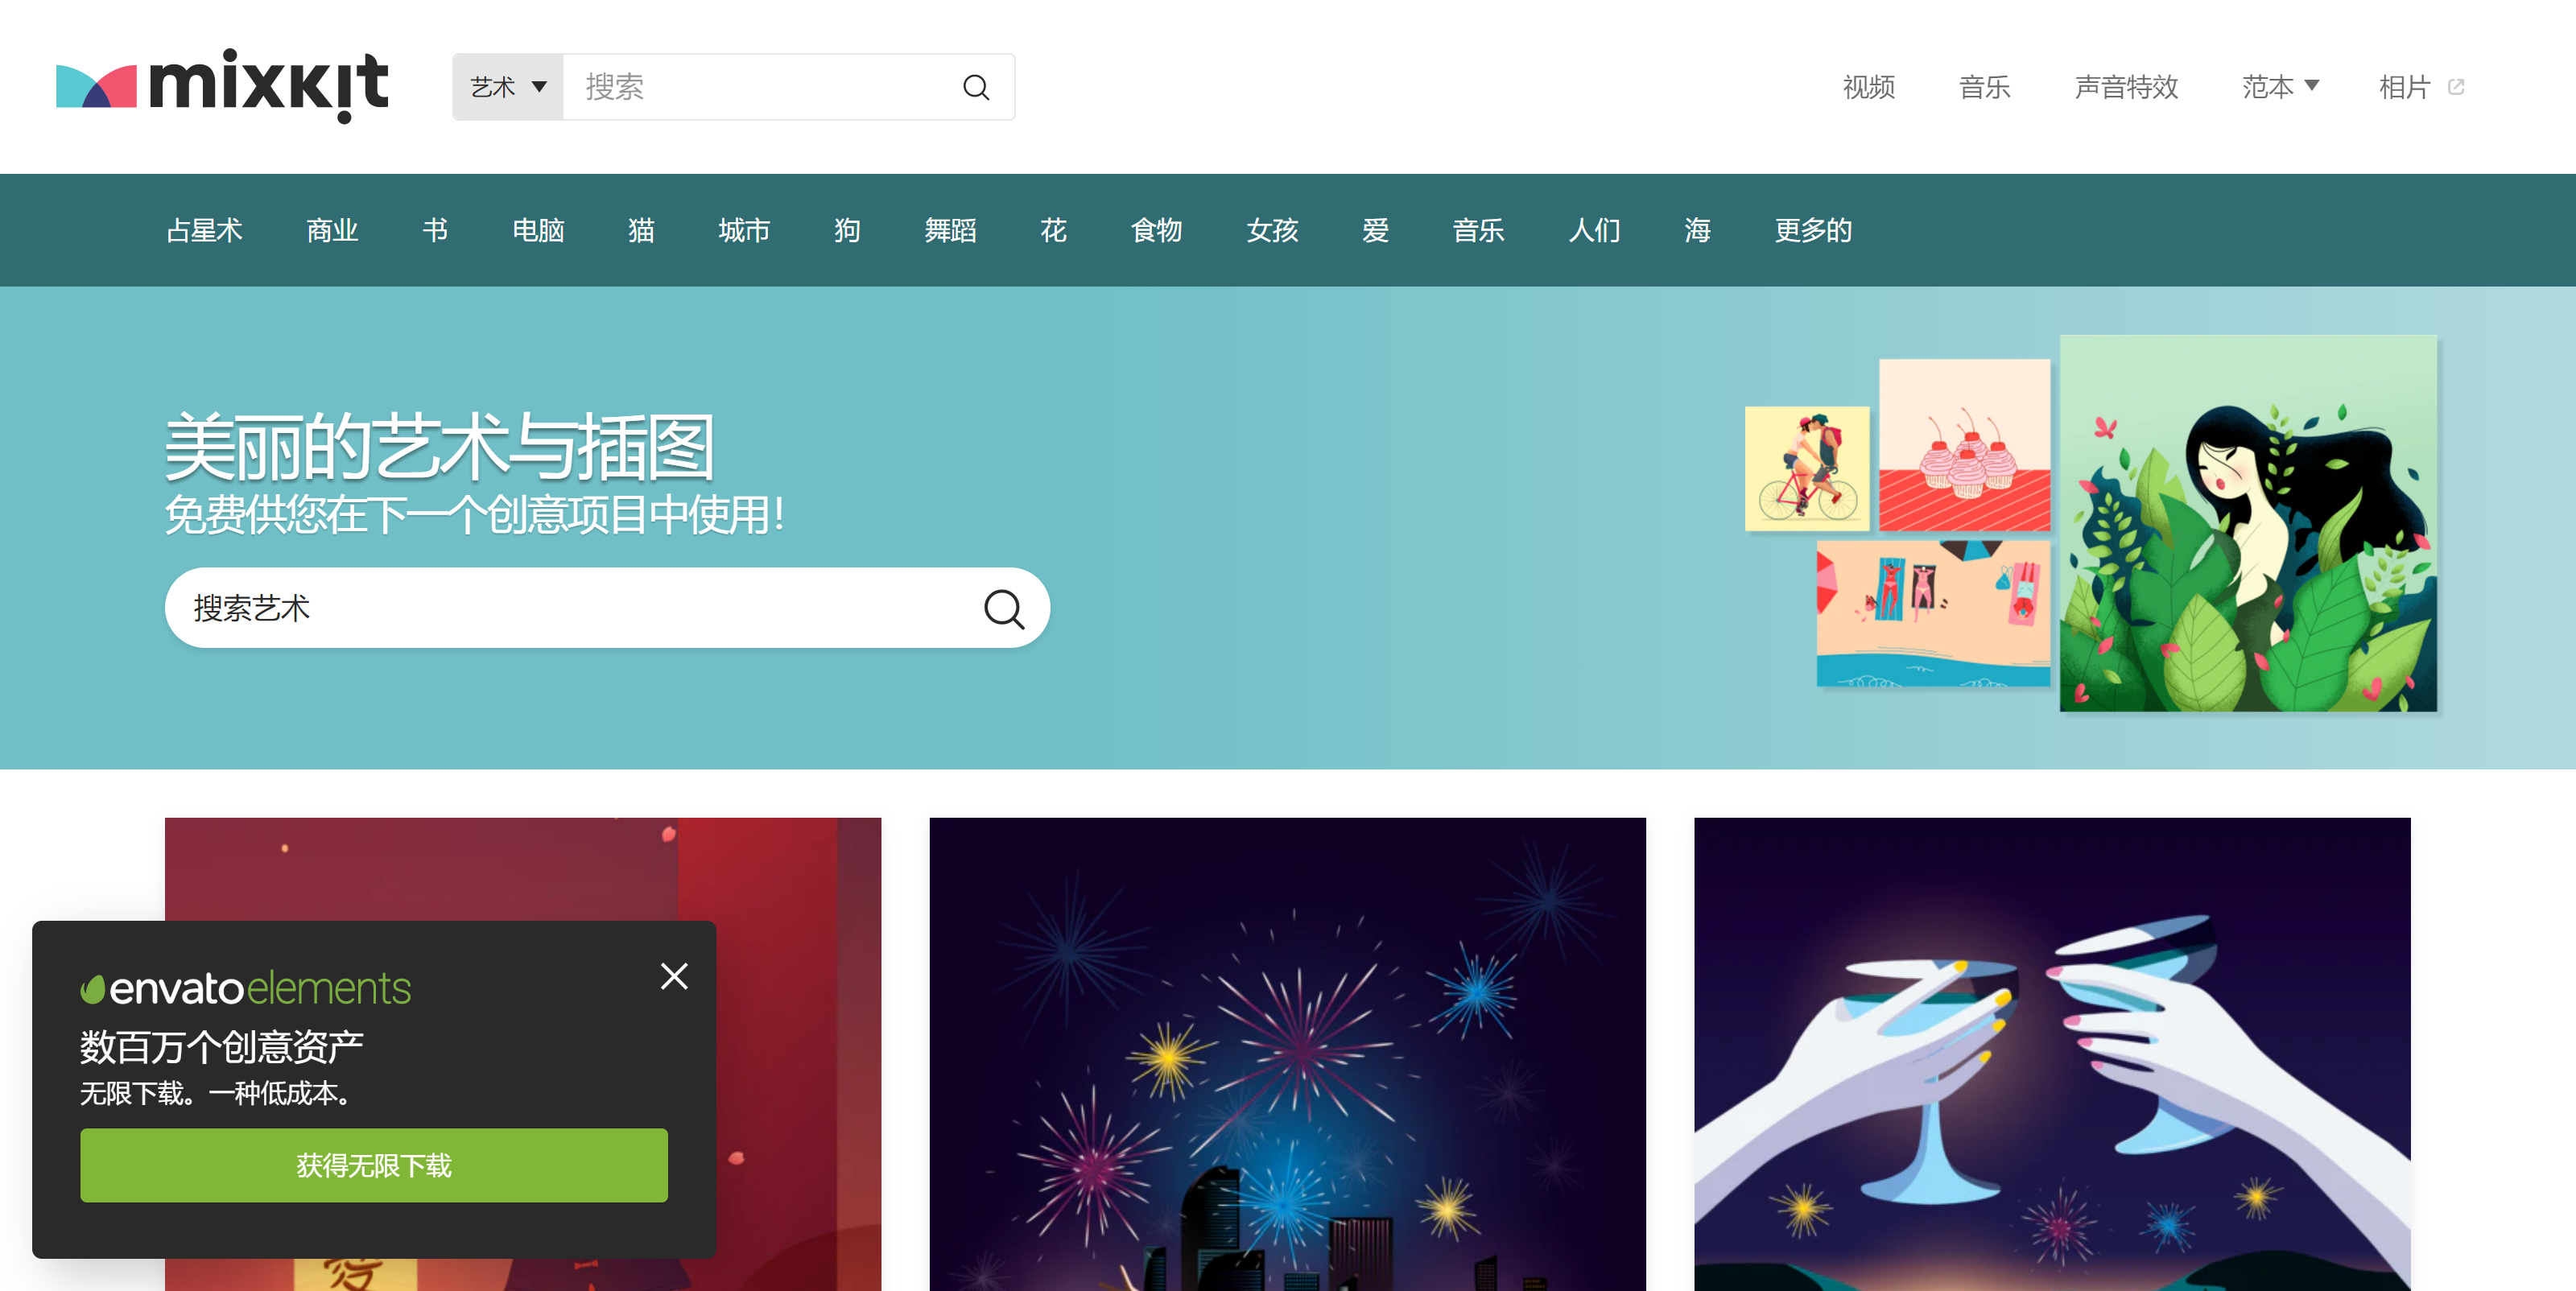 mixkit
艺术 搜索
视频 音乐 声音特效 范本 相片
占星术 商业 书 电脑 猫 城市 狗 舞蹈 花 食物 女孩 爱 音乐 人们 海 更多的
美丽的艺术与插图
免费供您在下一个创意项目中使用！
搜索艺术
envato elements
数百万个创意资产
无限下载。一种低成本。
获得无限下载